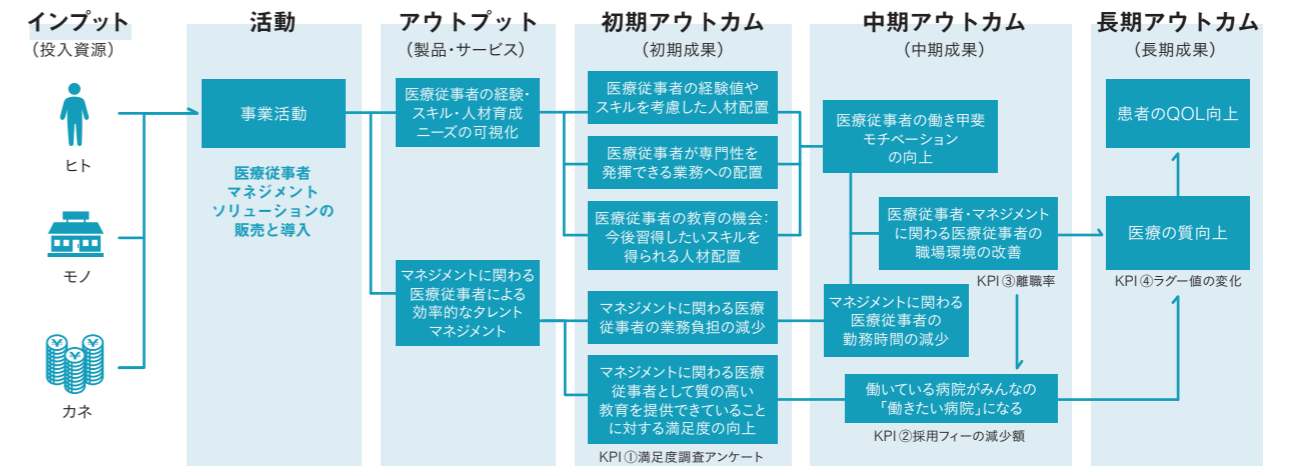 インプット
（投入資源）
ヒト
モノ
カネ
活動
事業活動
医療従事者
マネジメント
ソリューションの
販売と導入
アウトプット
（製品・サービス）
医療従事者の経験・
スキル・人材育成
ニーズの可視化
マネジメントに関わる
医療従事者による
効率的なタレント
マネジメント
初期アウトカム
（初期成果）
医療従事者の経験値や
スキルを考慮した人材配置
医療従事者が専門性を
発揮できる業務への配置
医療従事者の教育の機会：
今後習得したいスキルを
得られる人材配置
マネジメントに関わる医療
従事者の業務負担の減少
マネジメントに関わる医療
従事者として質の高い
教育を提供できていること
に対する満足度の向上
KPI①満足度調査アンケート
中期アウトカム
（中期成果）
医療従事者の働き甲斐
モチベーション
の向上
医療従事者・マネジメント
に関わる医療従事者の
職場環境の改善
KPI③離職率
マネジメントに関わる
医療従事者の
勤務時間の減少
働いている病院がみんなの
「働きたい病院」になる
KPI②採用フィーの減少額
長期アウトカム
（長期成果）
患者のQOL向上
医療の質向上
KPI④ラグー値の変化